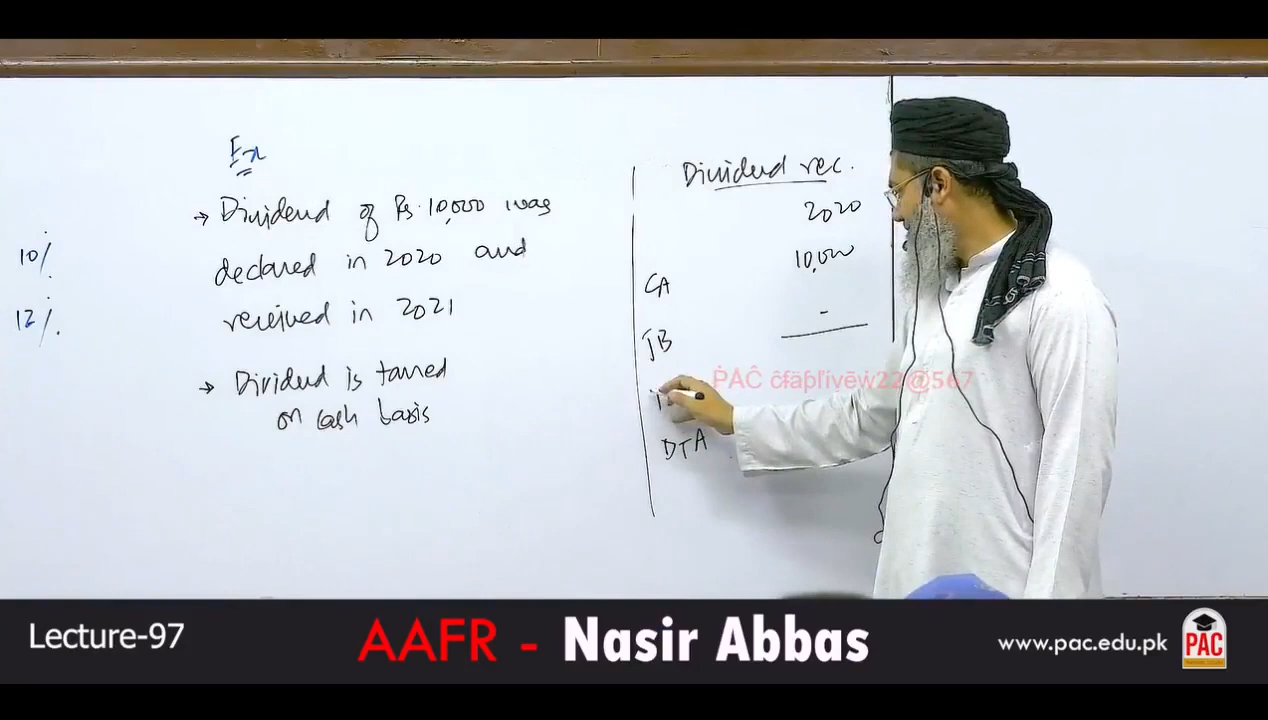 Ex
→ Dividend of Rs. 10,000 was
declared in 2020 and
received in 2021
→ Dividend is taxed
on cash basis
10%.
12%.
Dividend rec.
2020
10,000
CA
TB
-
DTA
PAC cfaplive22@567
Lecture-97
AAFR - Nasir Abbas
www.pac.edu.pk
PAC